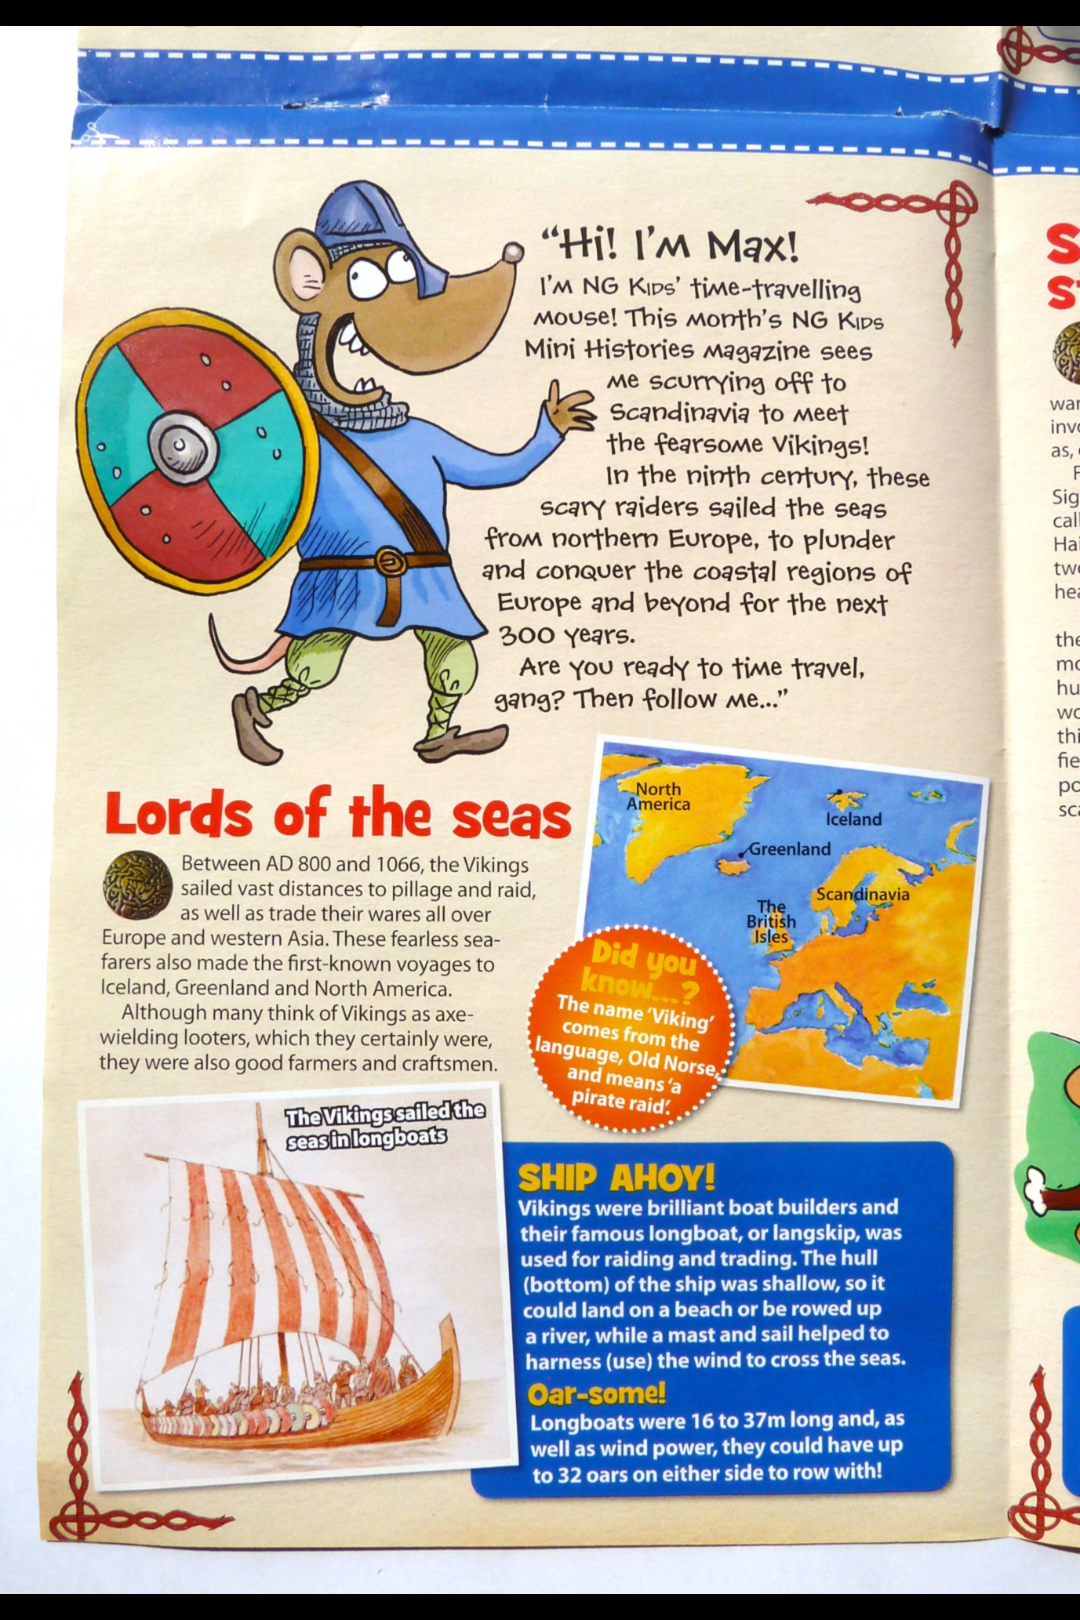 “Hi! I’m Max!
I’m NG Kids’ time-travelling
mouse! This month’s NG Kids
Mini Histories magazine sees
me scurrying off to
Scandinavia to meet
the fearsome Vikings!
In the ninth century, these
scary raiders sailed the seas
from northern Europe, to plunder
and conquer the coastal regions of
Europe and beyond for the next
300 years.
Are you ready to time travel,
gang? Then follow me...”
Lords of the seas
Between AD 800 and 1066, the Vikings
sailed vast distances to pillage and raid,
as well as trade their wares all over
Europe and western Asia. These fearless sea-
farers also made the first-known voyages to
Iceland, Greenland and North America.
Although many think of Vikings as axe-
wielding looters, which they certainly were,
they were also good farmers and craftsmen.
North
America
Iceland
Greenland
Scandinavia
The
British
Isles
Did you
know...?
The name ‘Viking’
comes from the
language, Old Norse,
and means ‘a
pirate raid’.
The Vikings sailed the
seas in longboats
SHIP AHOY!
Vikings were brilliant boat builders and
their famous longboat, or langskip, was
used for raiding and trading. The hull
(bottom) of the ship was shallow, so it
could land on a beach or be rowed up
a river, while a mast and sail helped to
harness (use) the wind to cross the seas.
Oar-some!
Longboats were 16 to 37m long and, as
well as wind power, they could have up
to 32 oars on either side to row with!